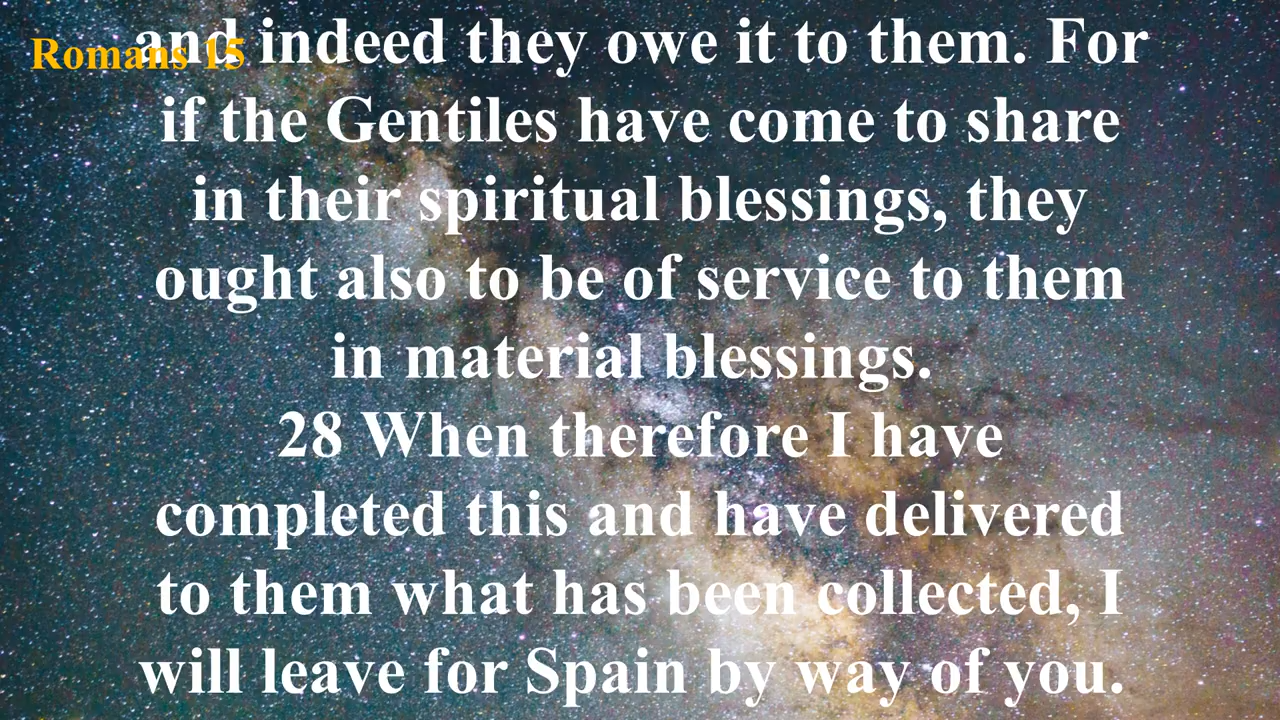 Romans 15
and indeed they owe it to them. For
if the Gentiles have come to share
in their spiritual blessings, they
ought also to be of service to them
in material blessings.
28 When therefore I have
completed this and have delivered
to them what has been collected, I
will leave for Spain by way of you.